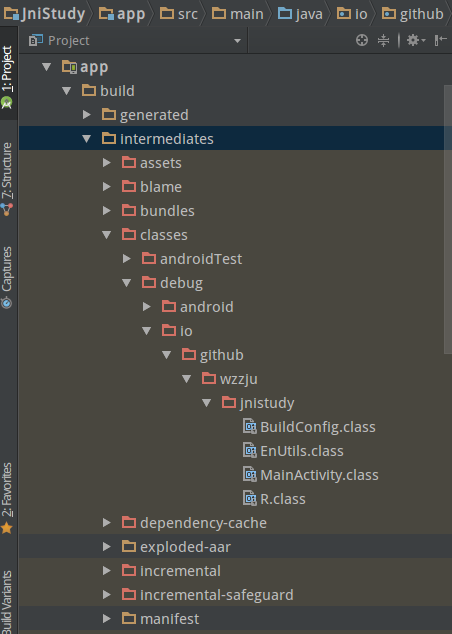 JniStudy app src main java io github
Project
app
build
generated
intermediates
assets
blame
bundles
classes
androidTest
debug
android
io
github
wzzju
jnistudy
BuildConfig.class
EnUtils.class
MainActivity.class
R.class
dependency-cache
exploded-aar
incremental
incremental-safeguard
manifest
1: Project
7: Structure
Captures
2: Favorites
Build Variants